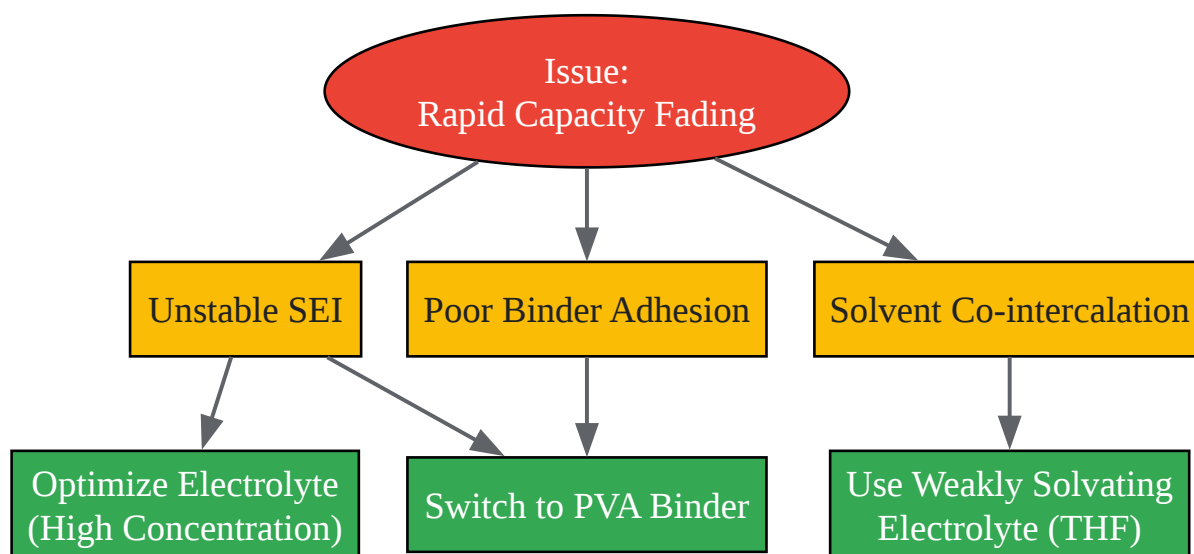 Issue:
Rapid Capacity Fading
Unstable SEI
Poor Binder Adhesion
Solvent Co-intercalation
Optimize Electrolyte
(High Concentration)
Switch to PVA Binder
Use Weakly Solvating
Electrolyte (THF)